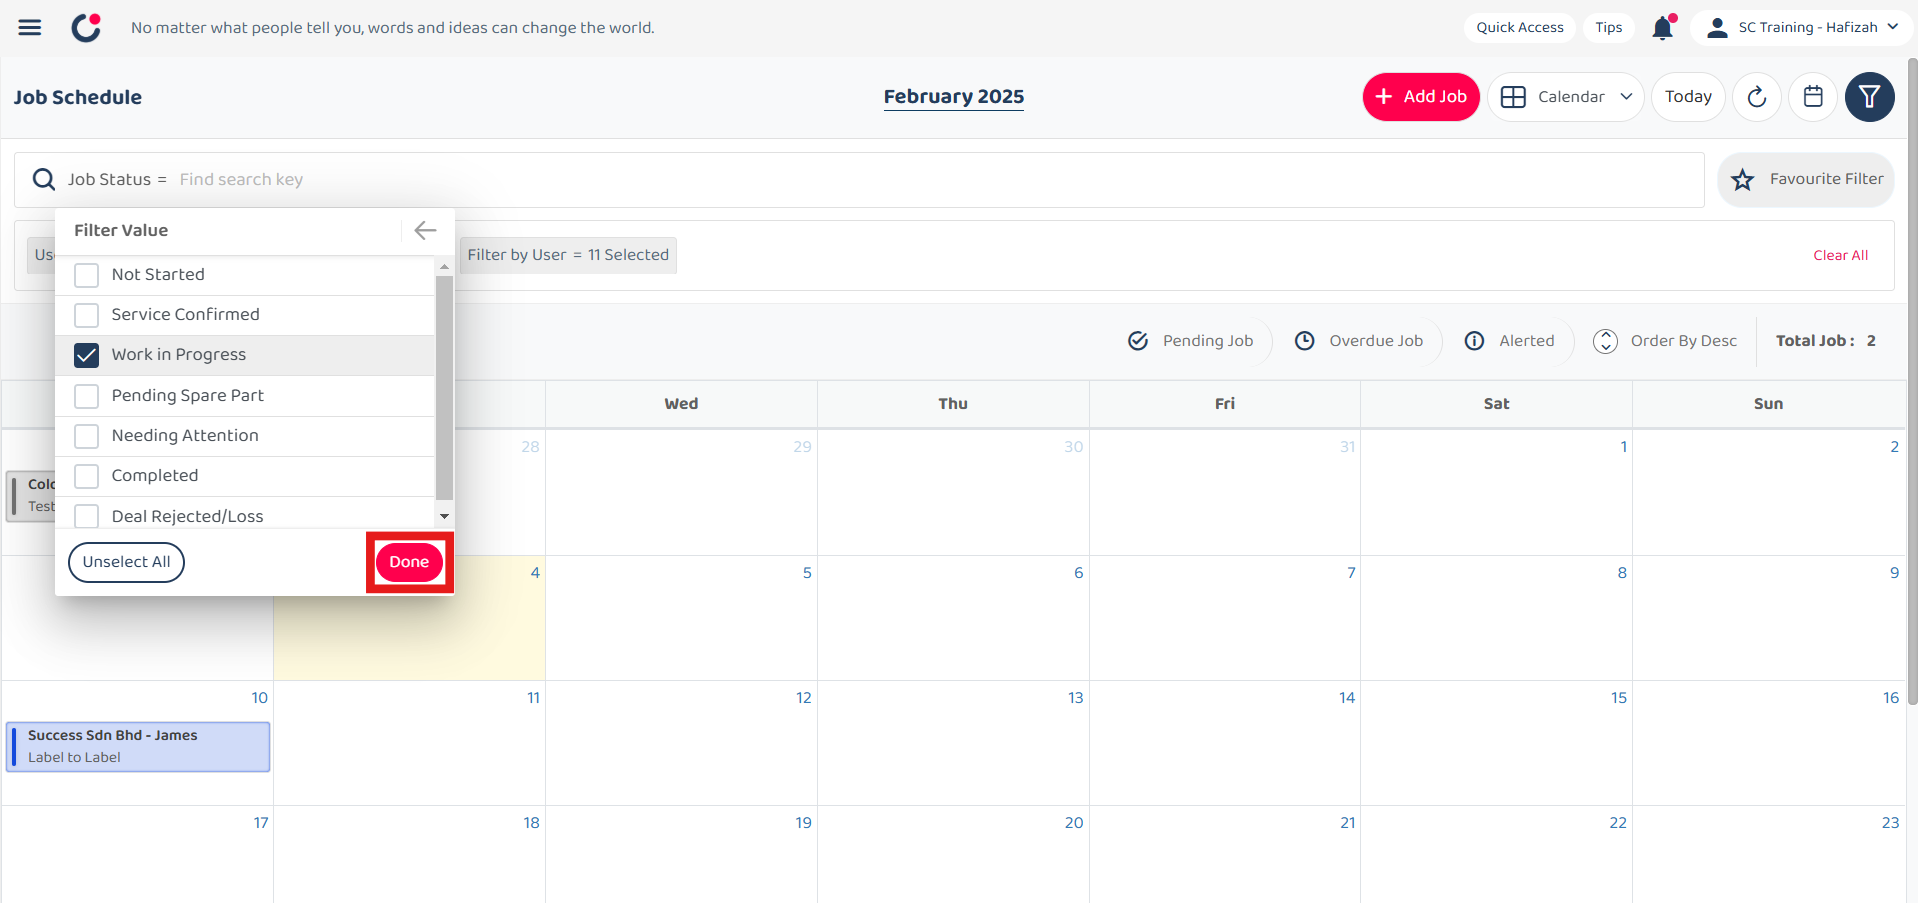 No matter what people tell you, words and ideas can change the world.
Quick Access
Tips
SC Training - Hafizah
Job Schedule
February 2025
+ Add Job
Calendar
Today
Job Status = Find search key
Favourite Filter
Filter Value
Filter by User = 11 Selected
Clear All
Not Started
Service Confirmed
Work in Progress
Pending Spare Part
Needing Attention
Completed
Deal Rejected/Loss
Unselect All
Done
Pending Job
Overdue Job
Alerted
Order By Desc
Total Job : 2
Wed Thu Fri Sat Sun
28 29 30 31 1 2
Test
4 5 6 7 8 9
10 11 12 13 14 15 16
Success Sdn Bhd - James
Label to Label
17 18 19 20 21 22 23